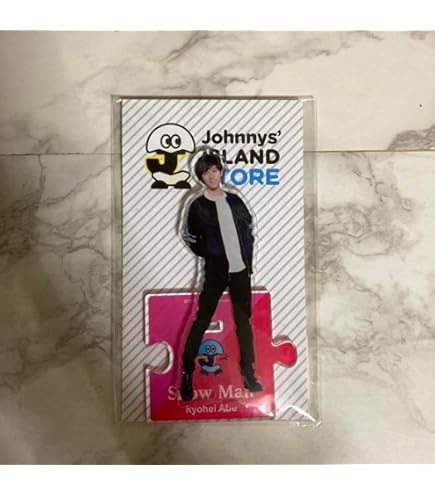 Johnnys'
ISLAND
STORE
Snow Man
Ryohei Abe